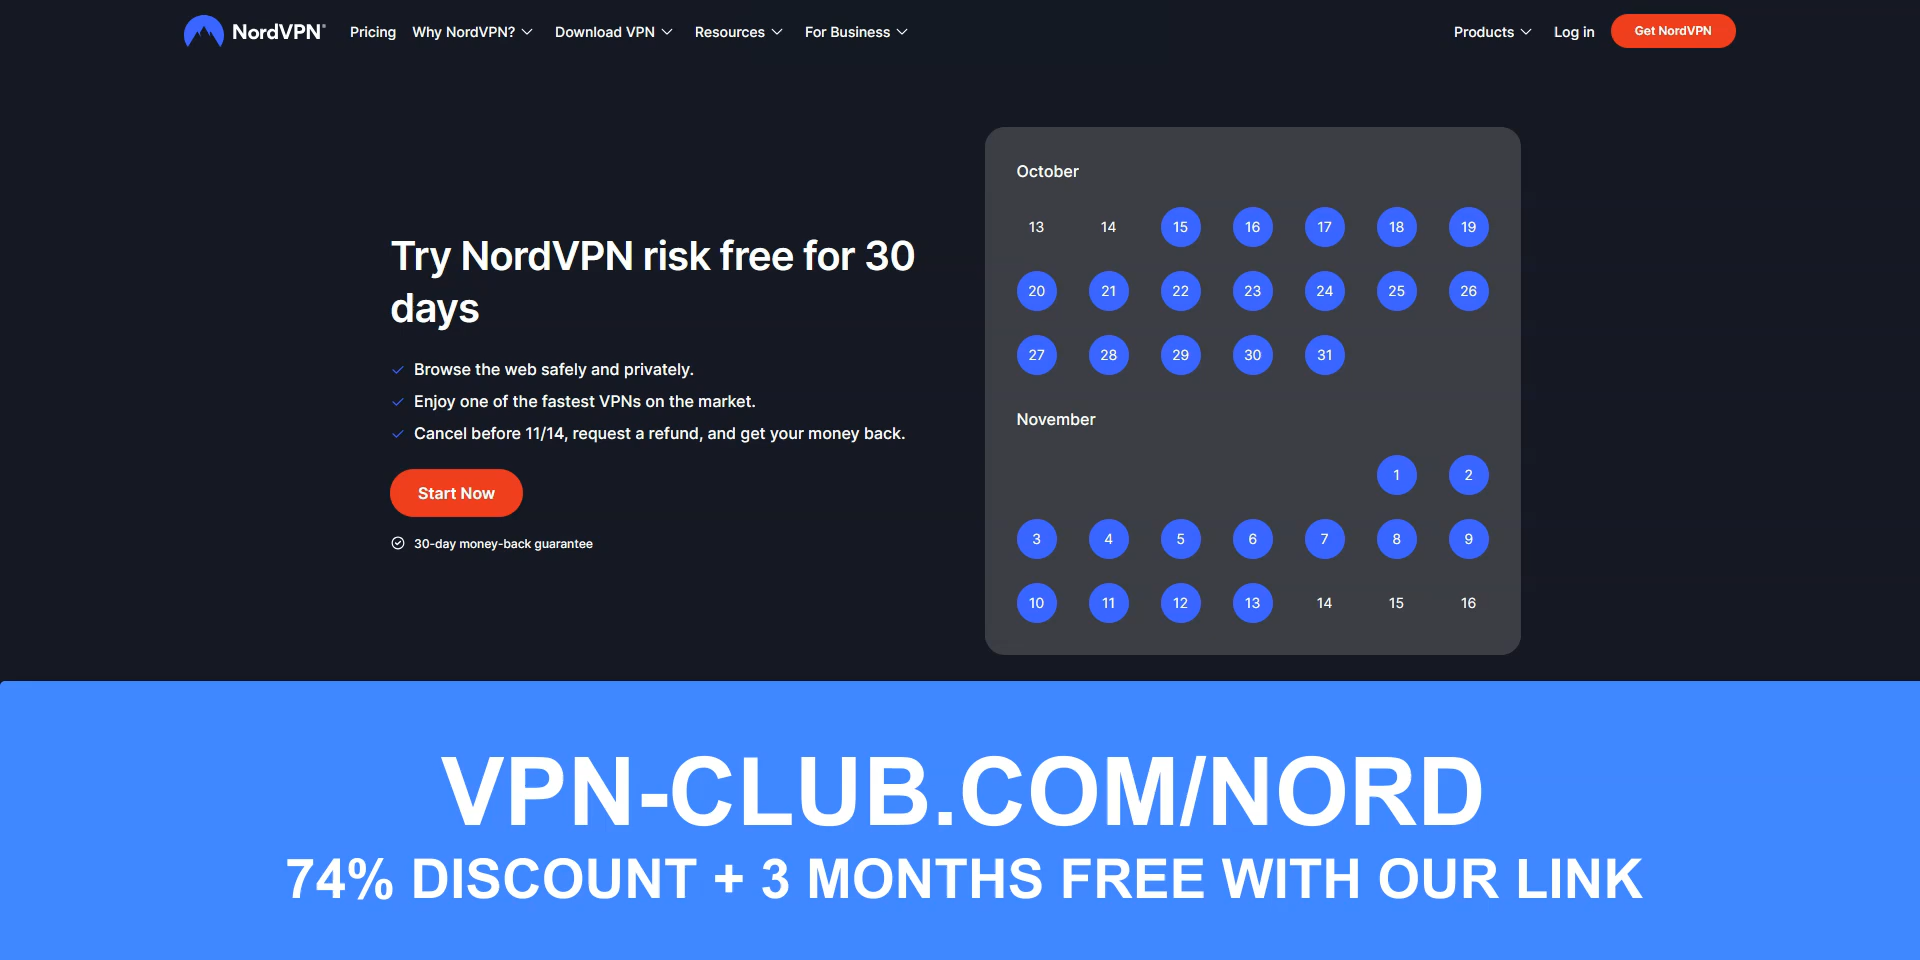 NordVPN®
Pricing
Why NordVPN?
Download VPN
Resources
For Business
Products
Log in
Get NordVPN
Try NordVPN risk free for 30
days
Browse the web safely and privately.
Enjoy one of the fastest VPNs on the market.
Cancel before 11/14, request a refund, and get your money back.
Start Now
30-day money-back guarantee
October
13 14 15 16 17 18 19
20 21 22 23 24 25 26
27 28 29 30 31
November
1 2
3 4 5 6 7 8 9
10 11 12 13 14 15 16
VPN-CLUB.COM/NORD
74% DISCOUNT + 3 MONTHS FREE WITH OUR LINK